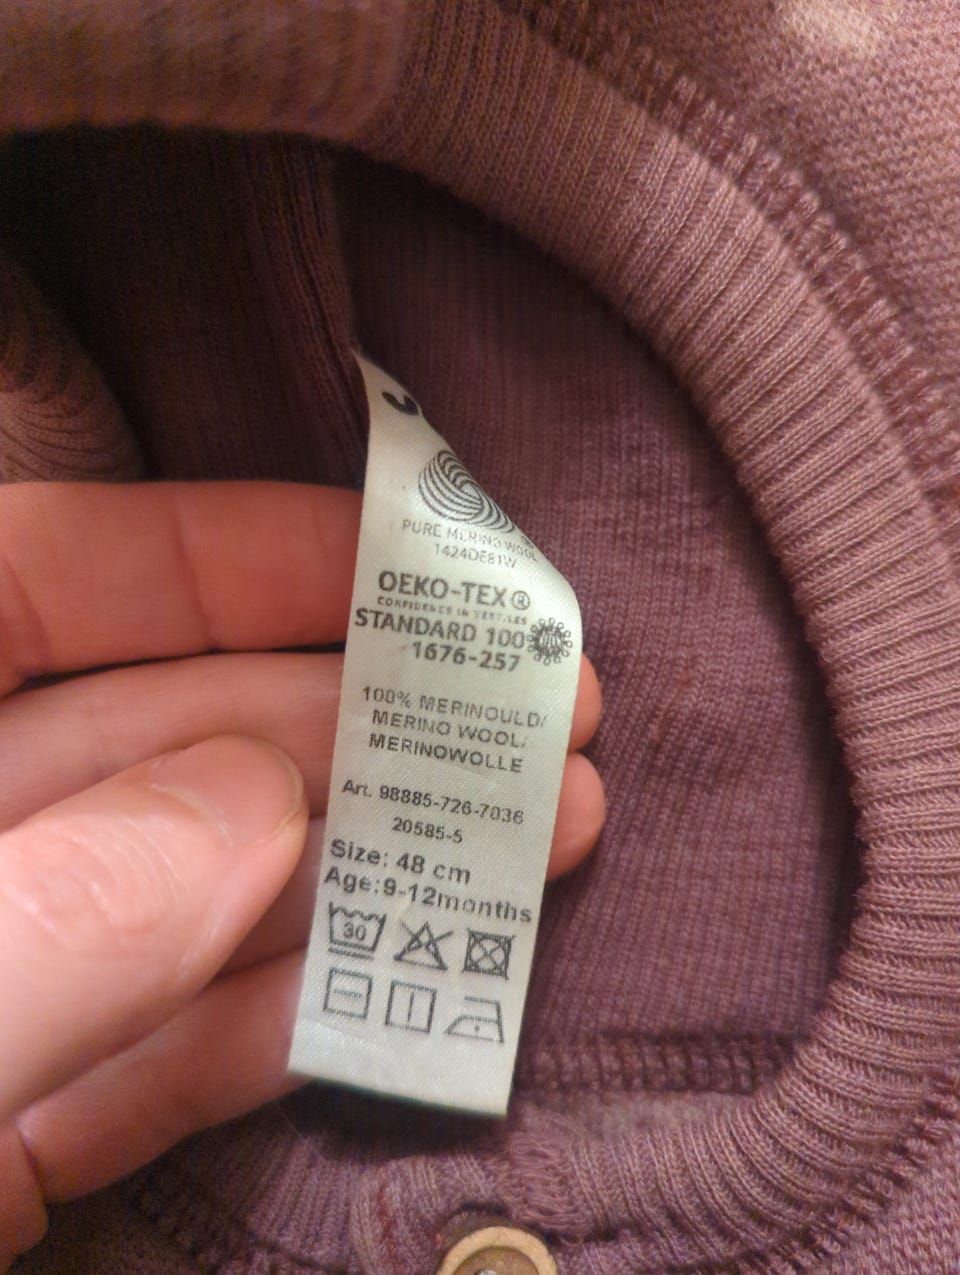 PURE MERINO WOOL
1424DE81W
OEKO-TEX®
CONFIDENCE IN TEXTILES
STANDARD 100
1676-257
100% MERINOULD/
MERINO WOOL/
MERINOWOLLE
Art. 98885-726-7036
20585-5
Size: 48 cm
Age:9-12months
30